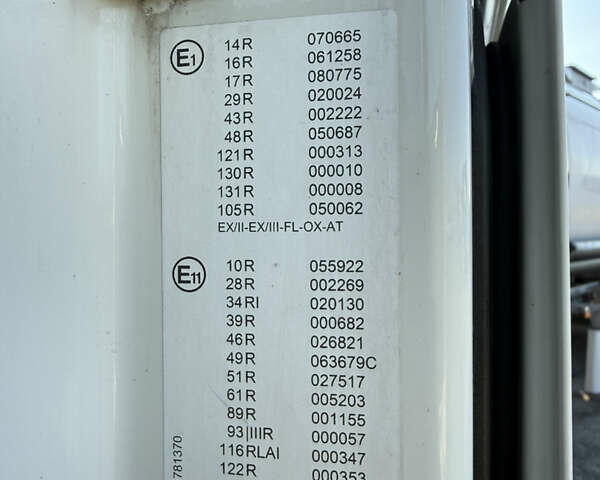 E1
14R 070665
16R 061258
17R 080775
29R 020024
43R 002222
48R 050687
121R 000313
130R 000010
131R 000008
105R 050062
EX/II-EX/III-FL-OX-AT
E11
10R 055922
28R 002269
34RI 020130
39R 000682
46R 026821
49R 063679C
51R 027517
61R 005203
89R 001155
93|IIIR 000057
116RLAI 000347
122R 000353
781370